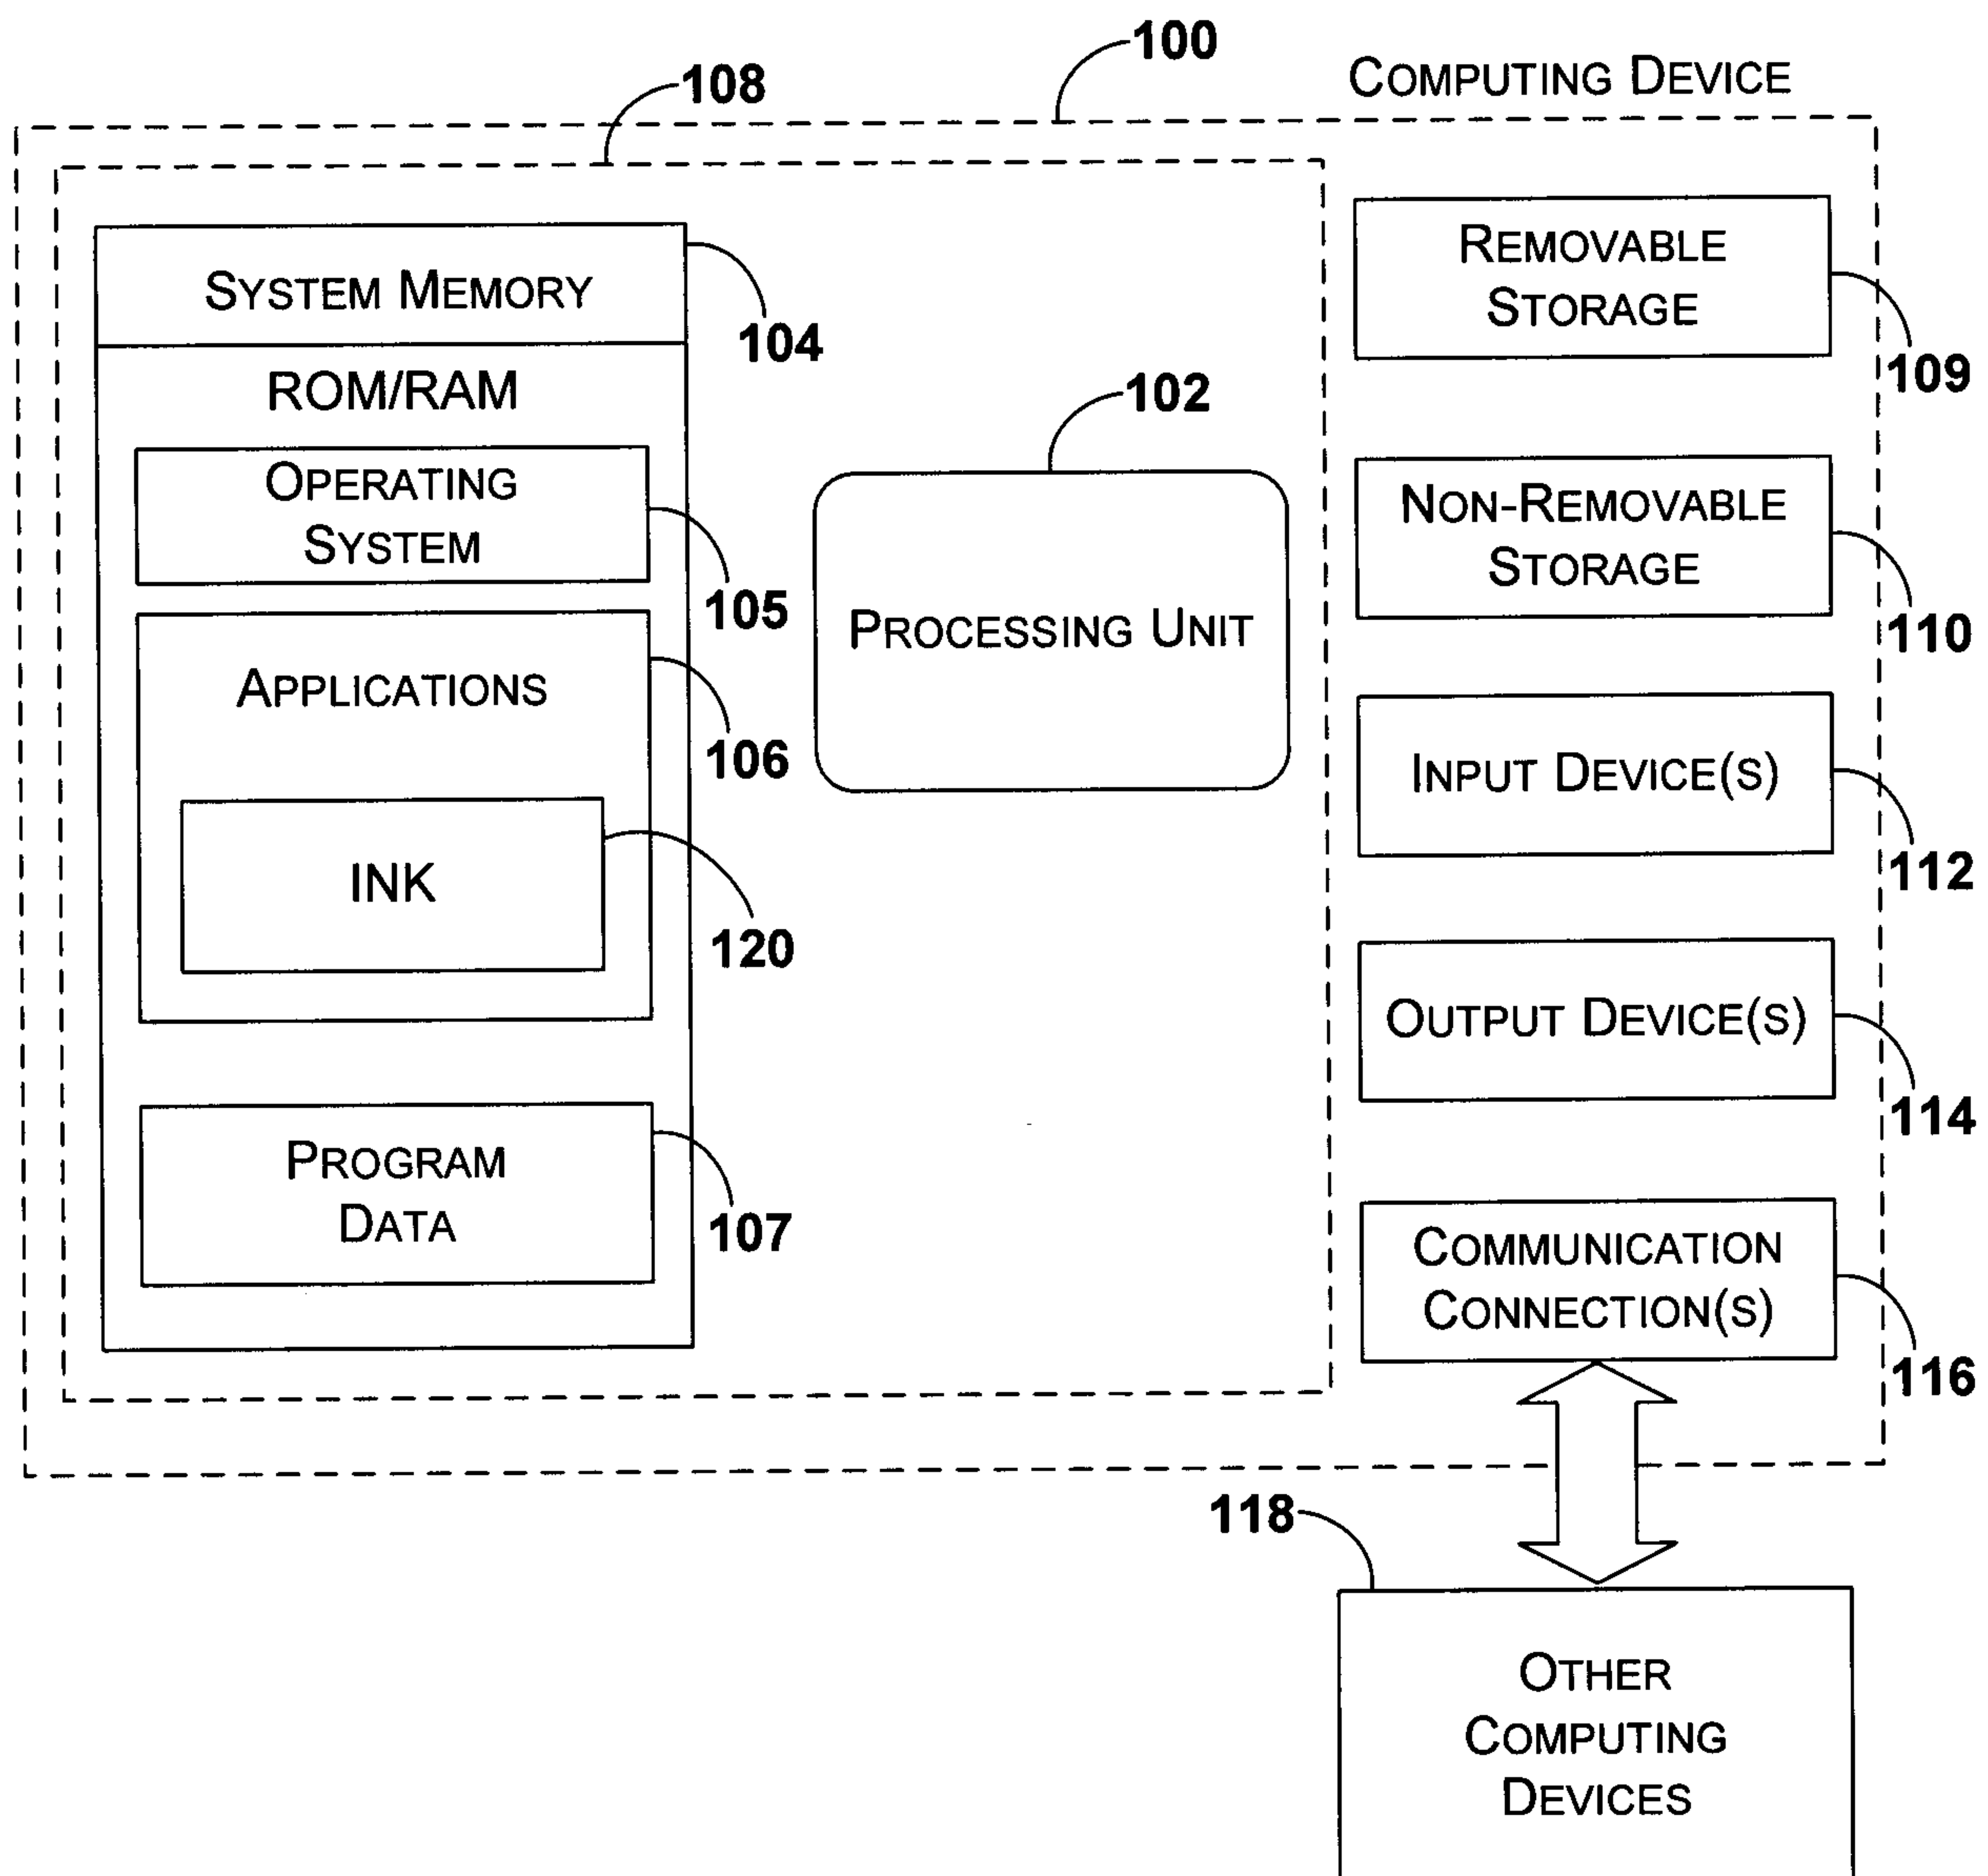 100
COMPUTING DEVICE
108
SYSTEM MEMORY
104
ROM/RAM
OPERATING
SYSTEM
105
APPLICATIONS
106
INK
120
PROGRAM
DATA
107
102
PROCESSING UNIT
REMOVABLE
STORAGE
109
NON-REMOVABLE
STORAGE
110
INPUT DEVICE(S)
112
OUTPUT DEVICE(S)
114
COMMUNICATION
CONNECTION(S)
116
118
OTHER
COMPUTING
DEVICES